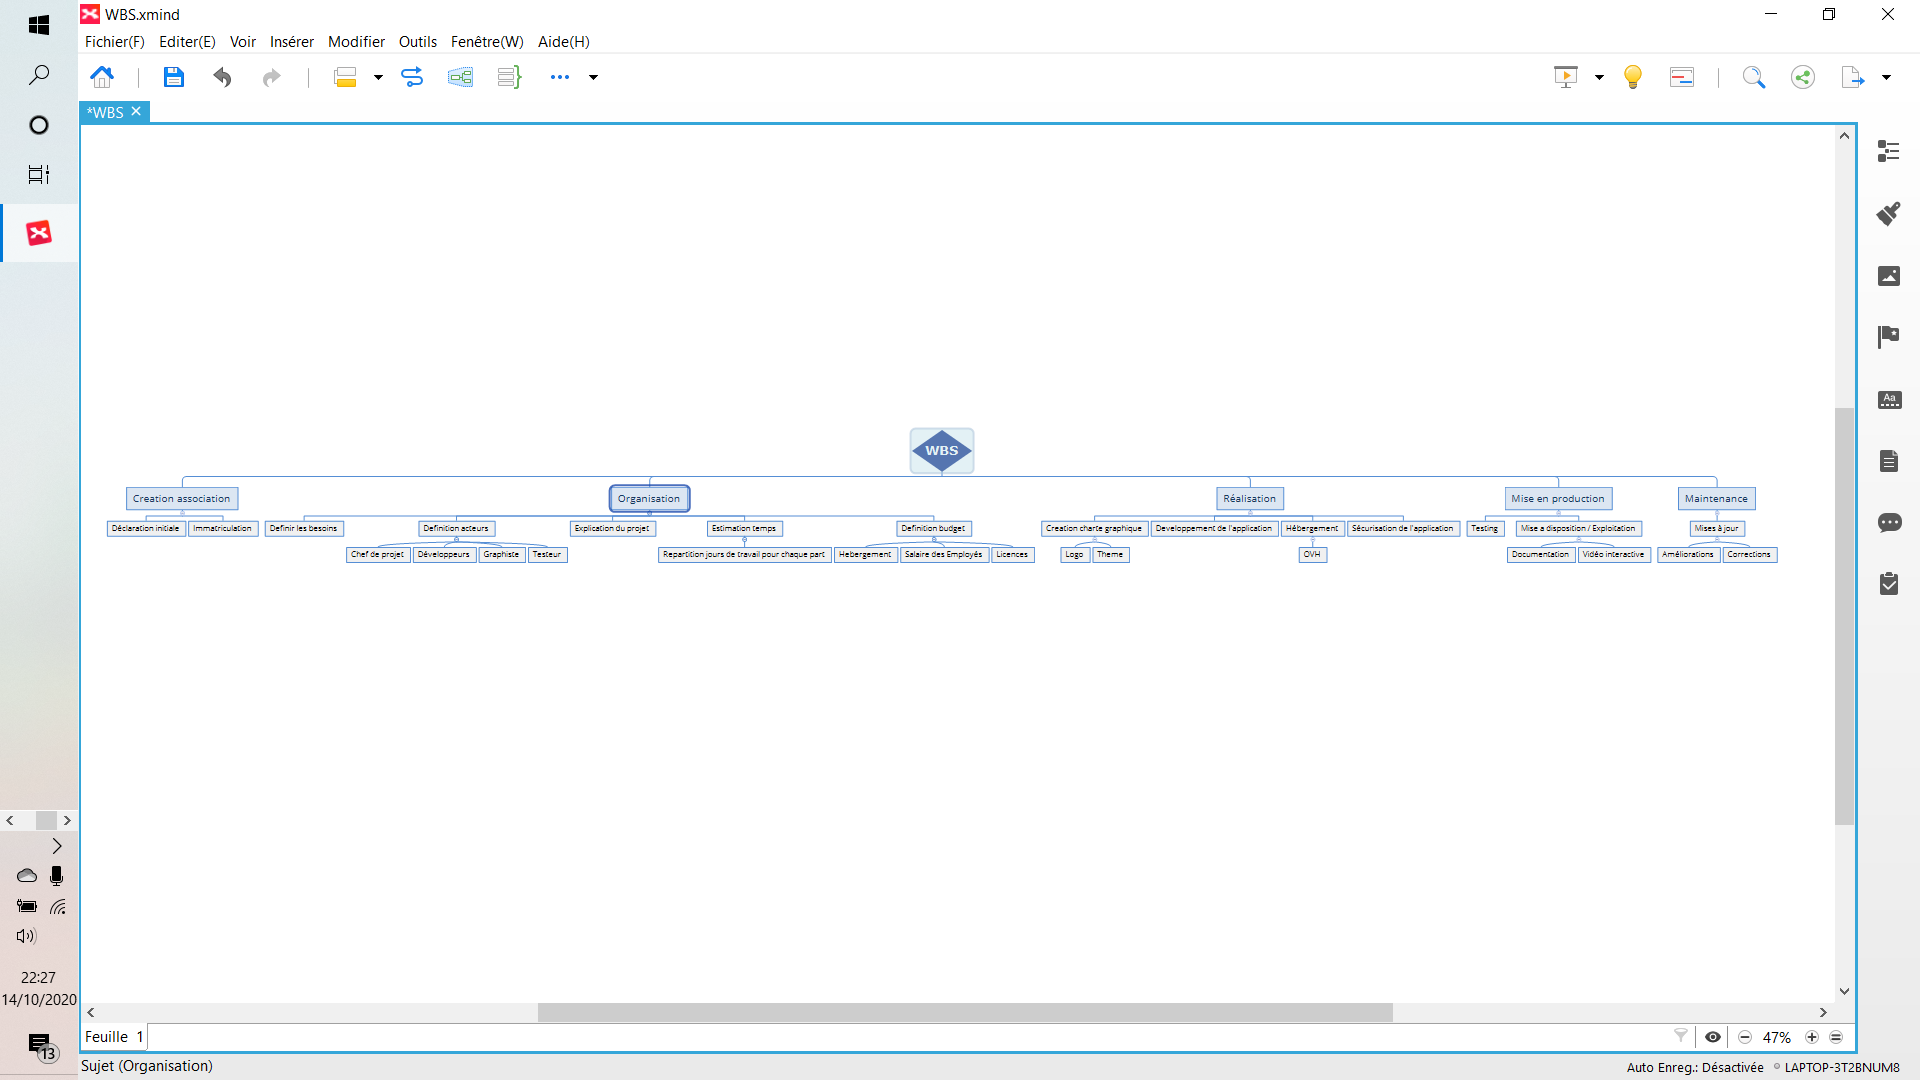 WBS.xmind
Fichier(F) Editer(E) Voir Insérer Modifier Outils Fenêtre(W) Aide(H)
*WBS
WBS
Creation association Organisation Réalisation Mise en production Maintenance
Déclaration initiale Immatriculation Definir les besoins Definition acteurs Explication du projet Estimation temps Definition budget Creation charte graphique Developpement de l'application Hébergement Sécurisation de l'application Testing Mise a disposition / Exploitation Mises à jour
Chef de projet Développeurs Graphiste Testeur Repartition jours de travail pour chaque part Hebergement Salaire des Employés Licences Logo Theme OVH Documentation Vidéo interactive Améliorations Corrections
Aa
22:27
14/10/2020
13
Feuille 1
47%
Sujet (Organisation)
Auto Enreg.: Désactivée LAPTOP-3T2BNUM8